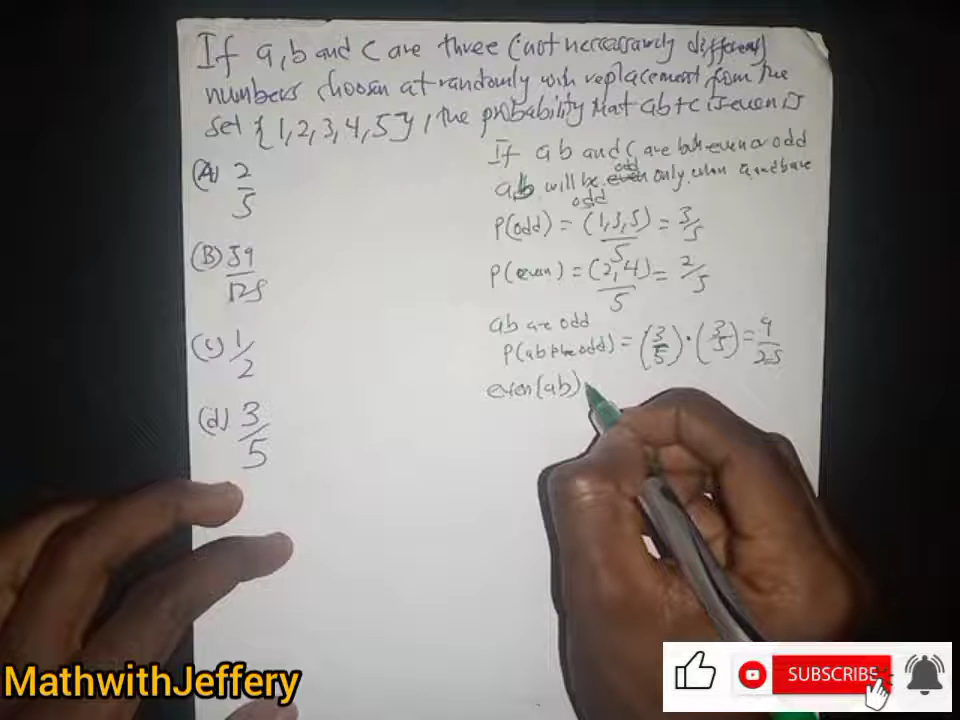 If a, b and c are three (not necessarily different)
numbers choosen at randomly with replacement from the
set {1, 2, 3, 4, 5}, the probability that ab + c is even is
(A) 2/5
(B) 59/125
(c) 1/2
(d) 3/5
If ab and c are both even or odd
ab will be odd only when a and b are
odd
P(odd) = (1,3,5)/5 = 3/5
P(even) = (2,4)/5 = 2/5
ab are odd
P(ab odd) = (3/5)·(3/5) = 9/25
even(ab)
MathwithJeffery
SUBSCRIBE